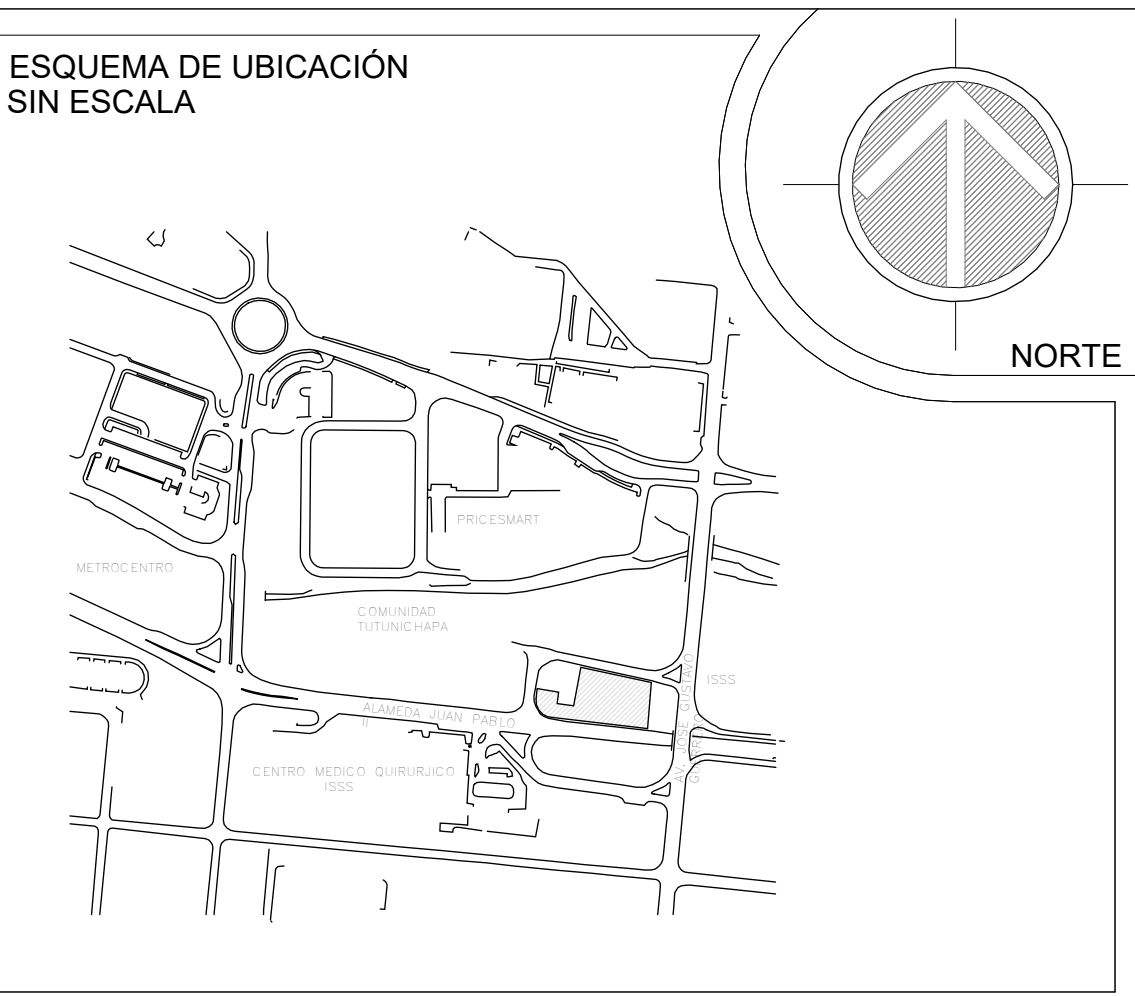 ESQUEMA DE UBICACIÓN
SIN ESCALA
NORTE
PRICESMART
METROCENTRO
COMUNIDAD
TUTUNICHAPA
ISSS
ALAMEDA JUAN PABLO
II
AV. JOSE GUSTAVO
CENTRO MEDICO QUIRURJICO
ISSS